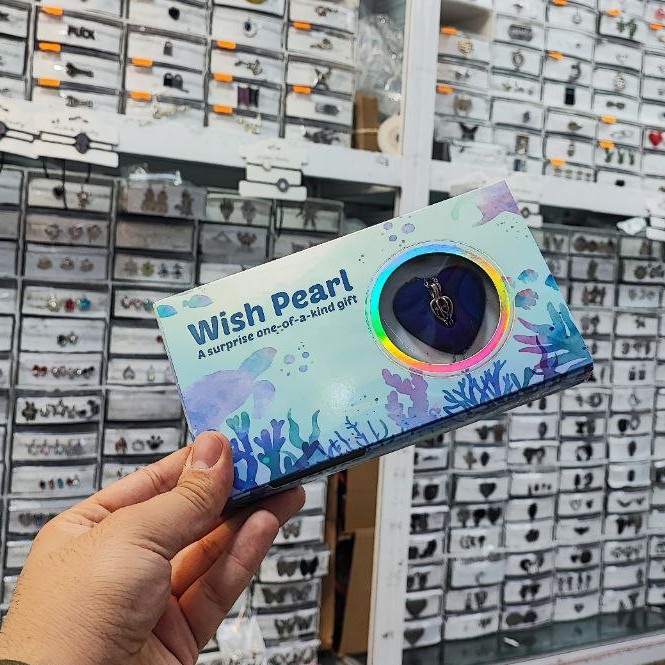 Wish Pearl
A surprise one-of-a-kind gift